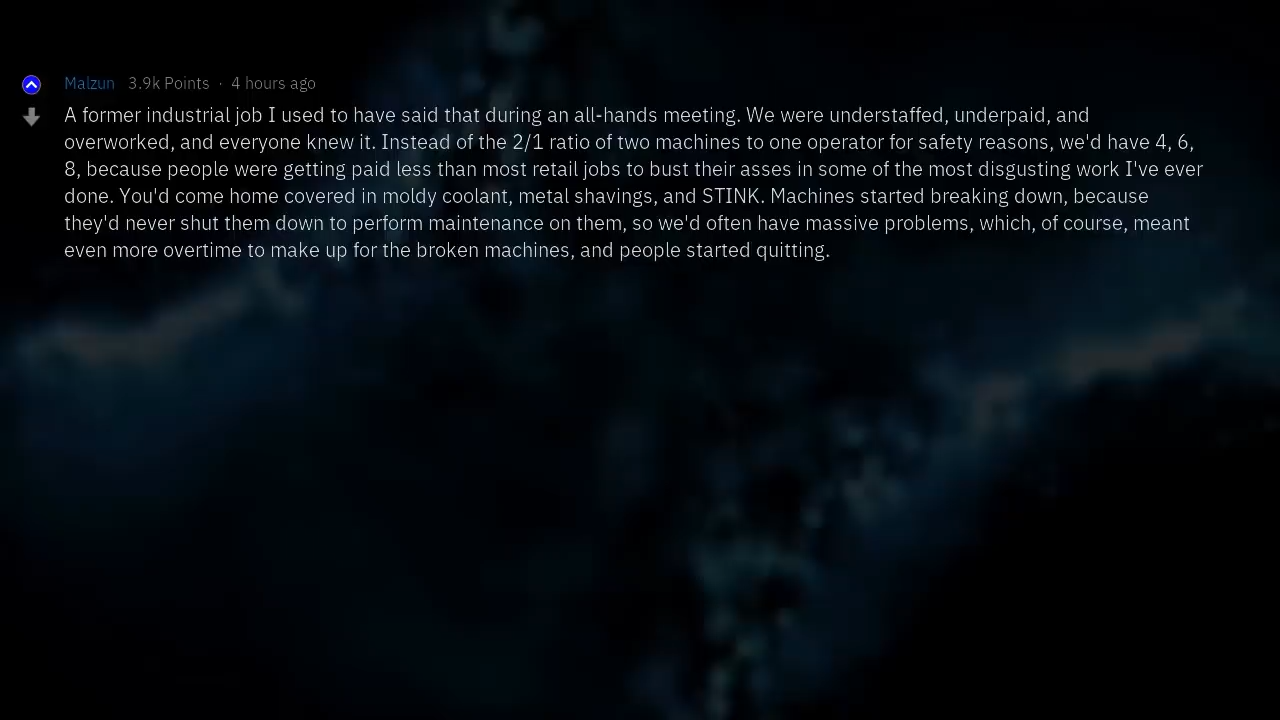 Malzun 3.9k Points · 4 hours ago
A former industrial job I used to have said that during an all-hands meeting. We were understaffed, underpaid, and
overworked, and everyone knew it. Instead of the 2/1 ratio of two machines to one operator for safety reasons, we'd have 4, 6,
8, because people were getting paid less than most retail jobs to bust their asses in some of the most disgusting work I've ever
done. You'd come home covered in moldy coolant, metal shavings, and STINK. Machines started breaking down, because
they'd never shut them down to perform maintenance on them, so we'd often have massive problems, which, of course, meant
even more overtime to make up for the broken machines, and people started quitting.